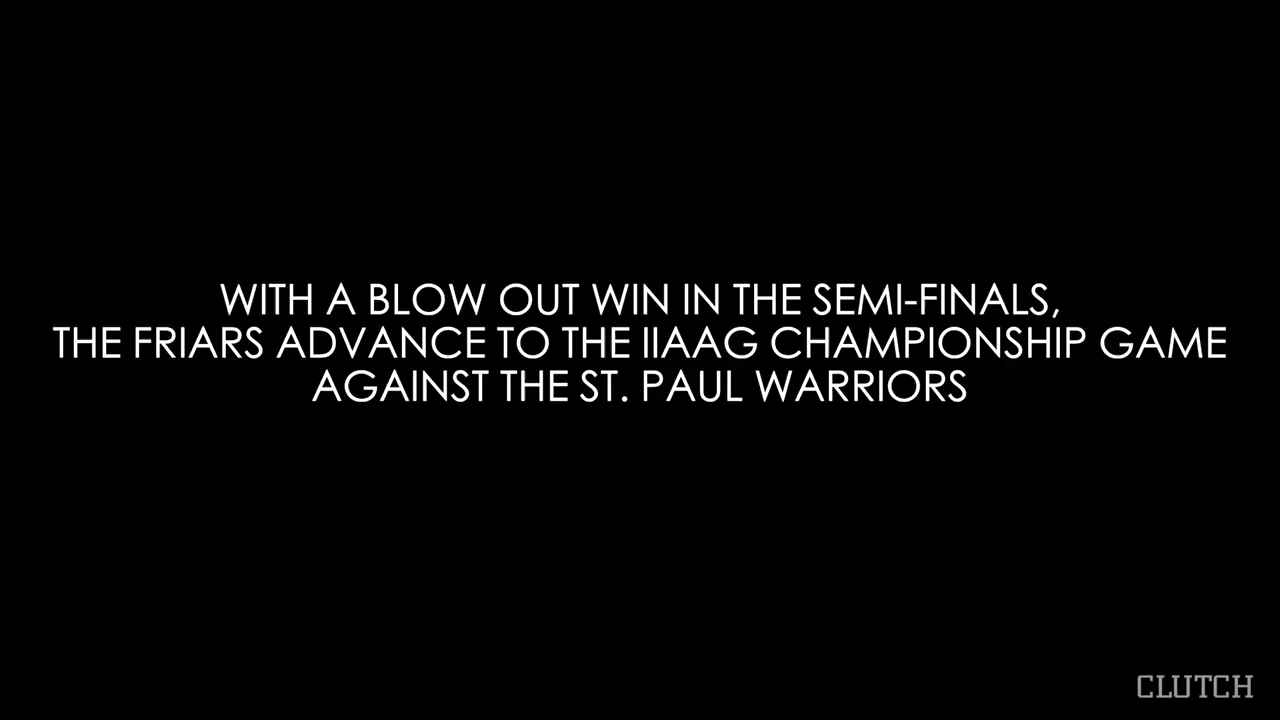 WITH A BLOW OUT WIN IN THE SEMI-FINALS,
THE FRIARS ADVANCE TO THE IIAAG CHAMPIONSHIP GAME
AGAINST THE ST. PAUL WARRIORS
CLUTCH